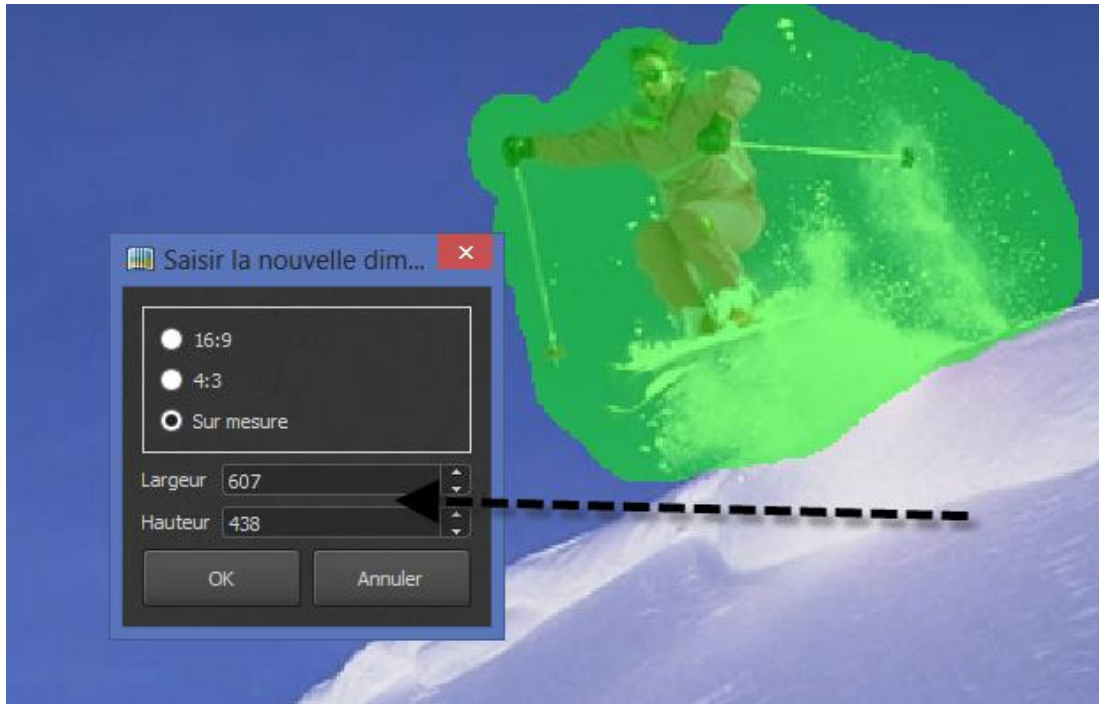 Saisir la nouvelle dim...
16:9
4:3
Sur mesure
Largeur 607
Hauteur 438
OK Annuler